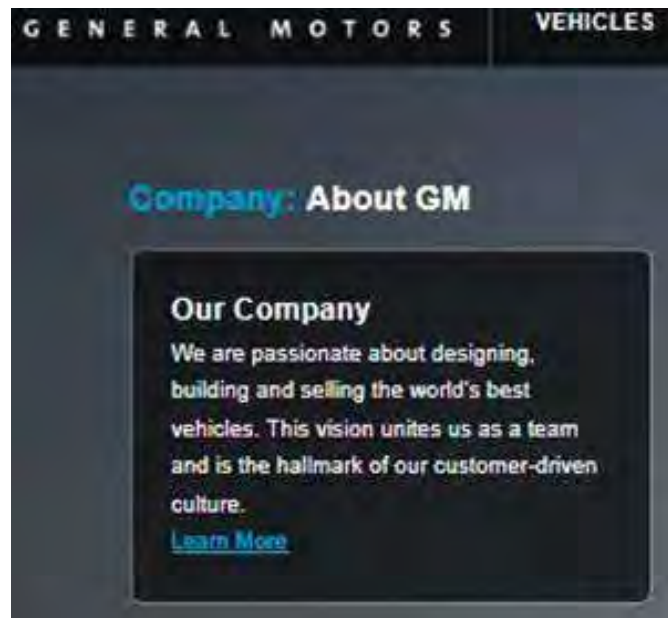 GENERAL MOTORS VEHICLES
Company: About GM
Our Company
We are passionate about designing,
building and selling the world's best
vehicles. This vision unites us as a team
and is the hallmark of our customer-driven
culture.
Learn More